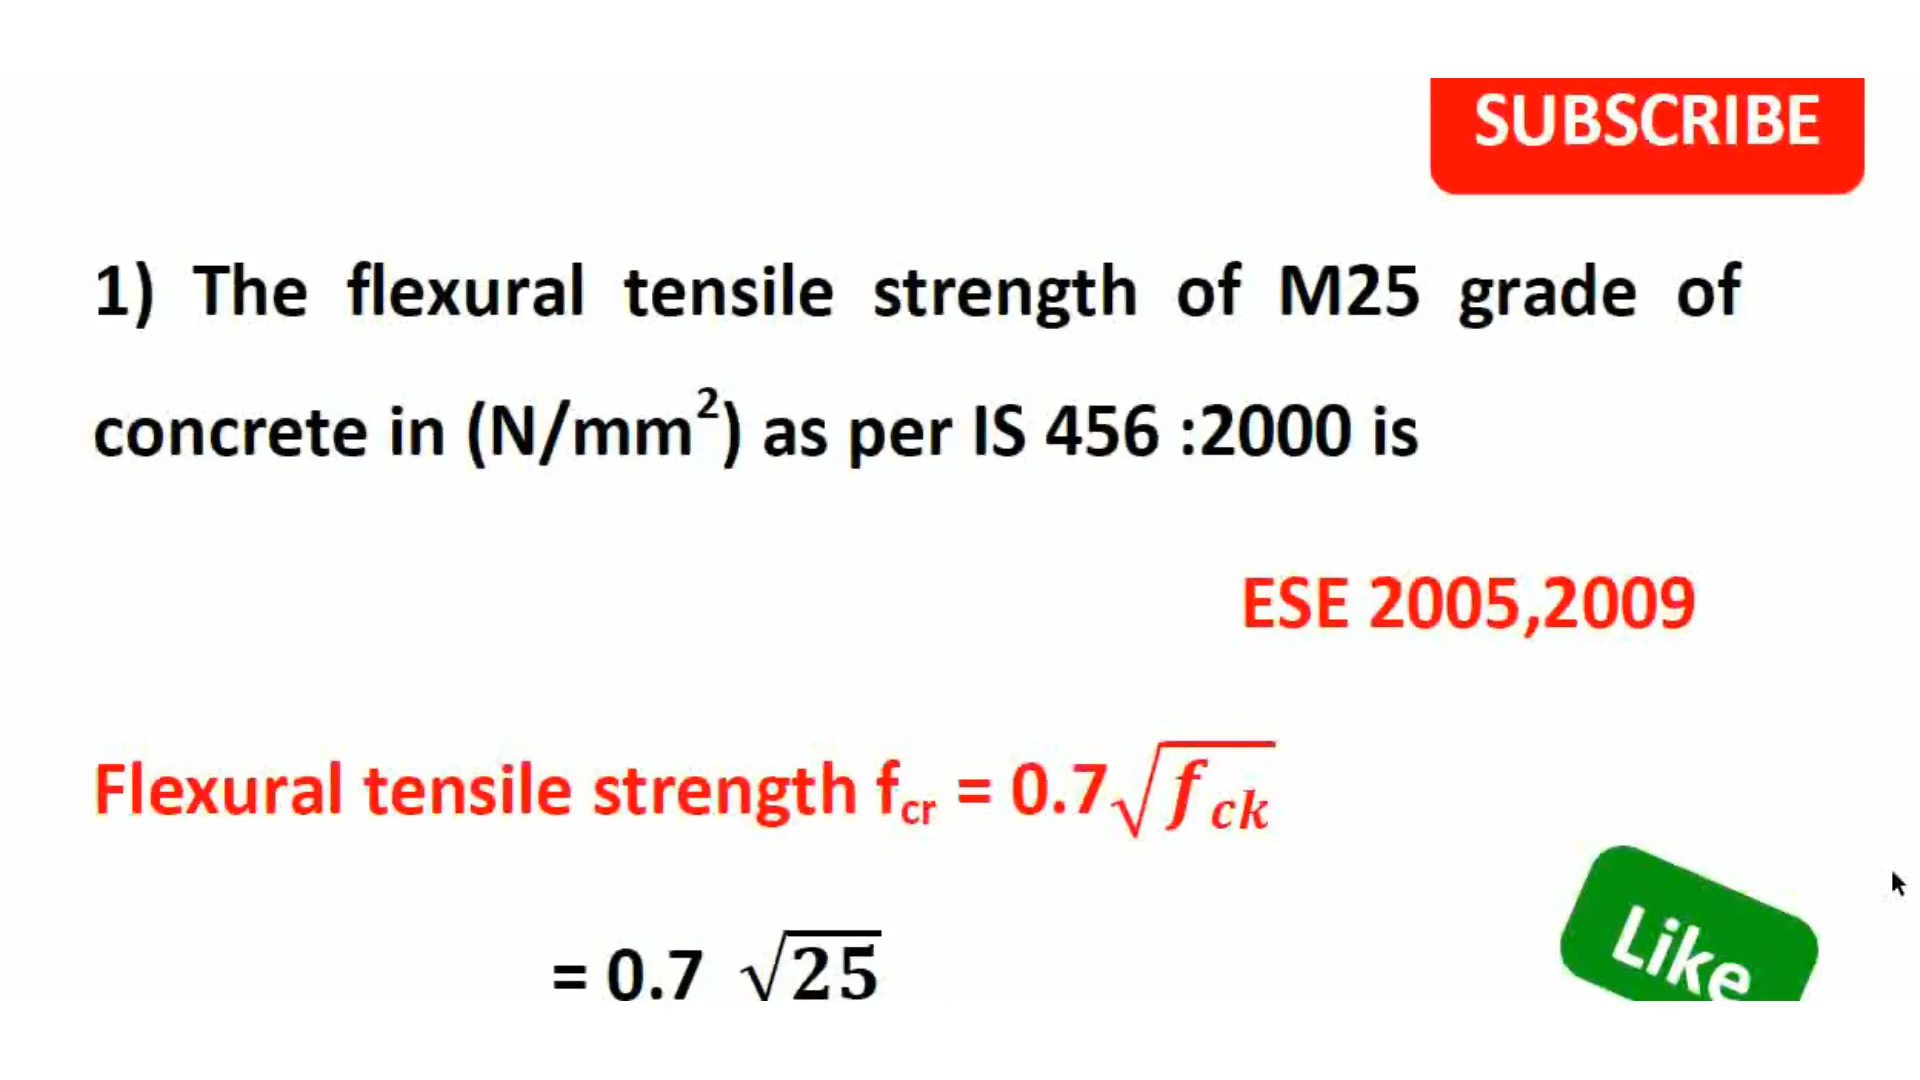 SUBSCRIBE
1) The flexural tensile strength of M25 grade of
concrete in (N/mm²) as per IS 456 :2000 is
ESE 2005,2009
Flexural tensile strength fcr = 0.7√fck
= 0.7 √25
Like